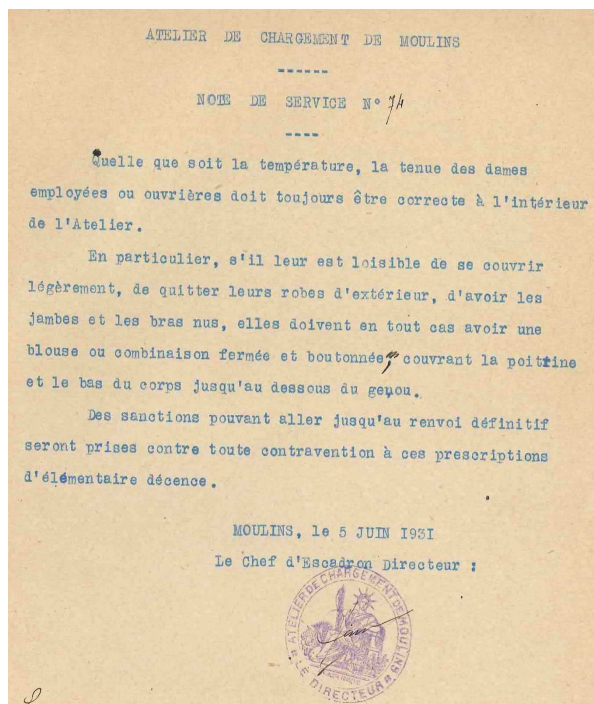 ATELIER DE CHARGEMENT DE MOULINS
NOTE DE SERVICE N° 74
Quelle que soit la température, la tenue des dames
employées ou ouvrières doit toujours être correcte à l'intérieur
de l'Atelier.
En particulier, s'il leur est loisible de se couvrir
légèrement, de quitter leurs robes d'extérieur, d'avoir les
jambes et les bras nus, elles doivent en tout cas avoir une
blouse ou combinaison fermée et boutonnée, couvrant la poitrine
et le bas du corps jusqu'au dessous du genou.
Des sanctions pouvant aller jusqu'au renvoi définitif
seront prises contre toute contravention à ces prescriptions
d'élémentaire décence.
MOULINS, le 5 JUIN 1931
Le Chef d'Escadron Directeur :
ATELIER DE CHARGEMENT DE MOULINS
LE DIRECTEUR